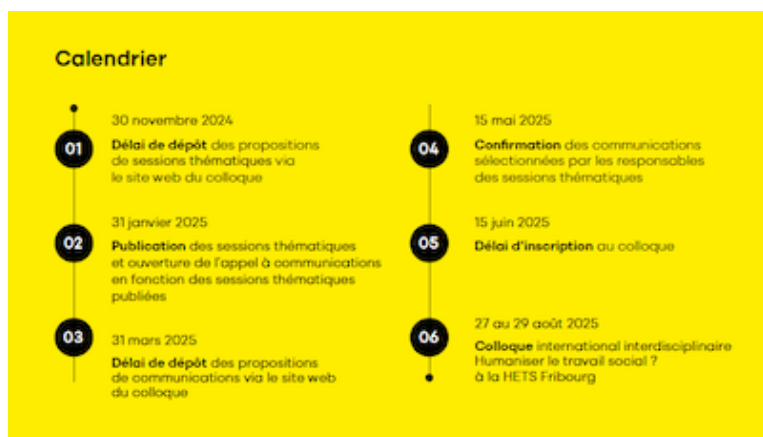 Calendrier
01
30 novembre 2024
Délai de dépôt des propositions
de sessions thématiques via
le site web du colloque
02
31 janvier 2025
Publication des sessions thématiques
et ouverture de l'appel à communications
en fonction des sessions thématiques
publiées
03
31 mars 2025
Délai de dépôt des propositions
de communications via le site web
du colloque
04
15 mai 2025
Confirmation des communications
sélectionnées par les responsables
des sessions thématiques
05
15 juin 2025
Délai d'inscription au colloque
06
27 au 29 août 2025
Colloque international interdisciplinaire
Humaniser le travail social ?
à la HETS Fribourg